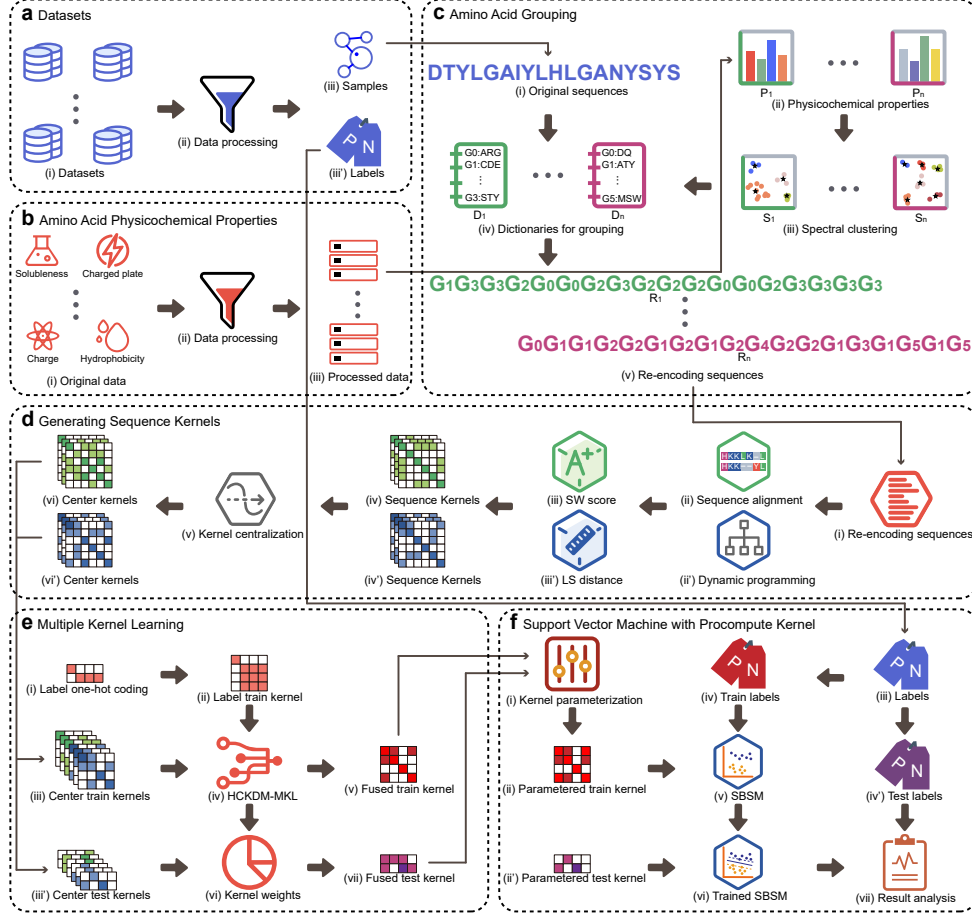 a Datasets
(i) Datasets
(ii) Data processing
(iii) Samples
P N
(iii') Labels
b Amino Acid Physicochemical Properties
Solubleness
Charged plate
Charge
Hydrophobicity
(i) Original data
(ii) Data processing
(iii) Processed data
c Amino Acid Grouping
DTYLGAIYLHLGANYSYS
(i) Original sequences
P1
Pn
(ii) Physicochemical properties
G0:ARG
G1:CDE
⋮
G3:STY
D1
G0:DQ
G1:ATY
⋮
G5:MSW
Dn
(iv) Dictionaries for grouping
S1
Sn
(iii) Spectral clustering
G1G3G3G2G0G0G2G3G2G2G2G0G0G2G3G3G3G3
R1
G0G1G1G2G2G1G2G1G2G4G2G2G1G3G1G5G1G5
Rn
(v) Re-encoding sequences
d Generating Sequence Kernels
(vi) Center kernels
(vi') Center kernels
(v) Kernel centralization
(iv) Sequence Kernels
(iv') Sequence Kernels
A+
(iii) SW score
(iii') LS distance
HKKLKL-L
HKK--YL
(ii) Sequence alignment
(ii') Dynamic programming
(i) Re-encoding sequences
e Multiple Kernel Learning
(i) Label one-hot coding
(ii) Label train kernel
(iii) Center train kernels
(iv) HCKDM-MKL
(v) Fused train kernel
(iii') Center test kernels
(vi) Kernel weights
(vii) Fused test kernel
f Support Vector Machine with Procompute Kernel
(i) Kernel parameterization
P N
(iv) Train labels
P N
(iii) Labels
(ii) Parametered train kernel
(v) SBSM
P N
(iv') Test labels
(ii') Parametered test kernel
(vi) Trained SBSM
(vii) Result analysis